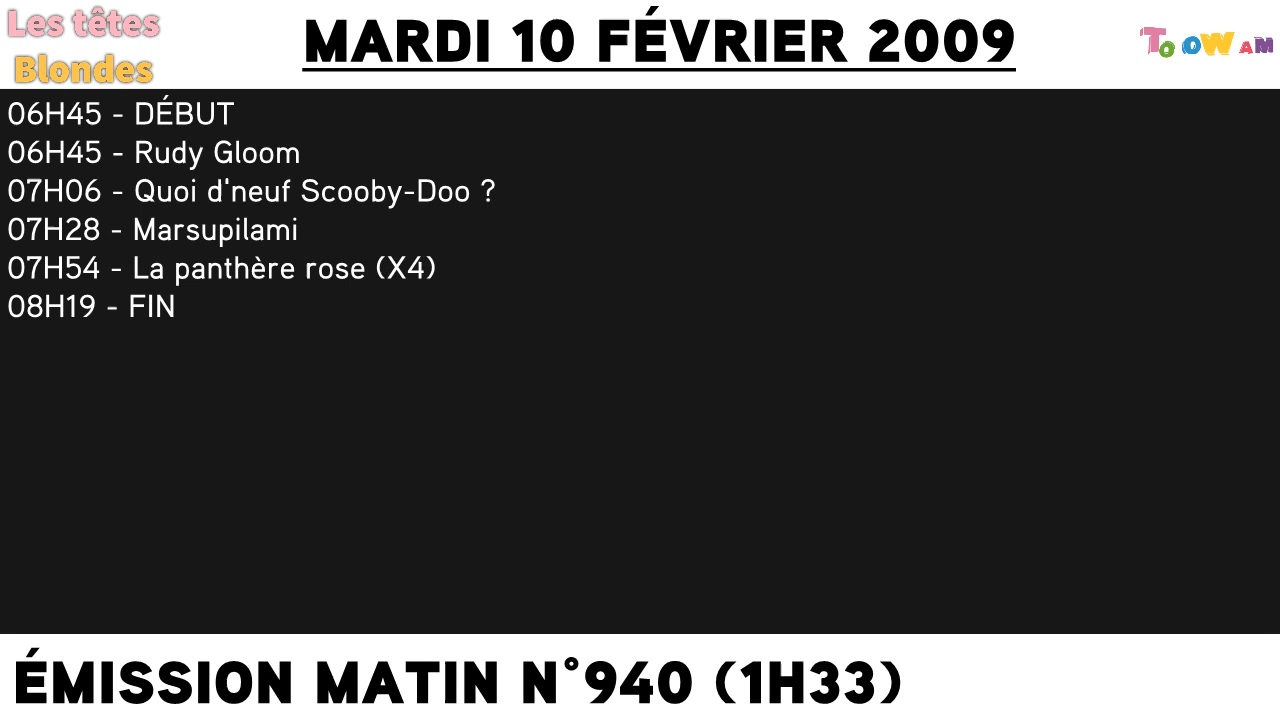 Les têtes
Blondes
MARDI 10 FÉVRIER 2009
TOOWAM
06H45 - DÉBUT
06H45 - Rudy Gloom
07H06 - Quoi d'neuf Scooby-Doo ?
07H28 - Marsupilami
07H54 - La panthère rose (X4)
08H19 - FIN
ÉMISSION MATIN N°940 (1H33)